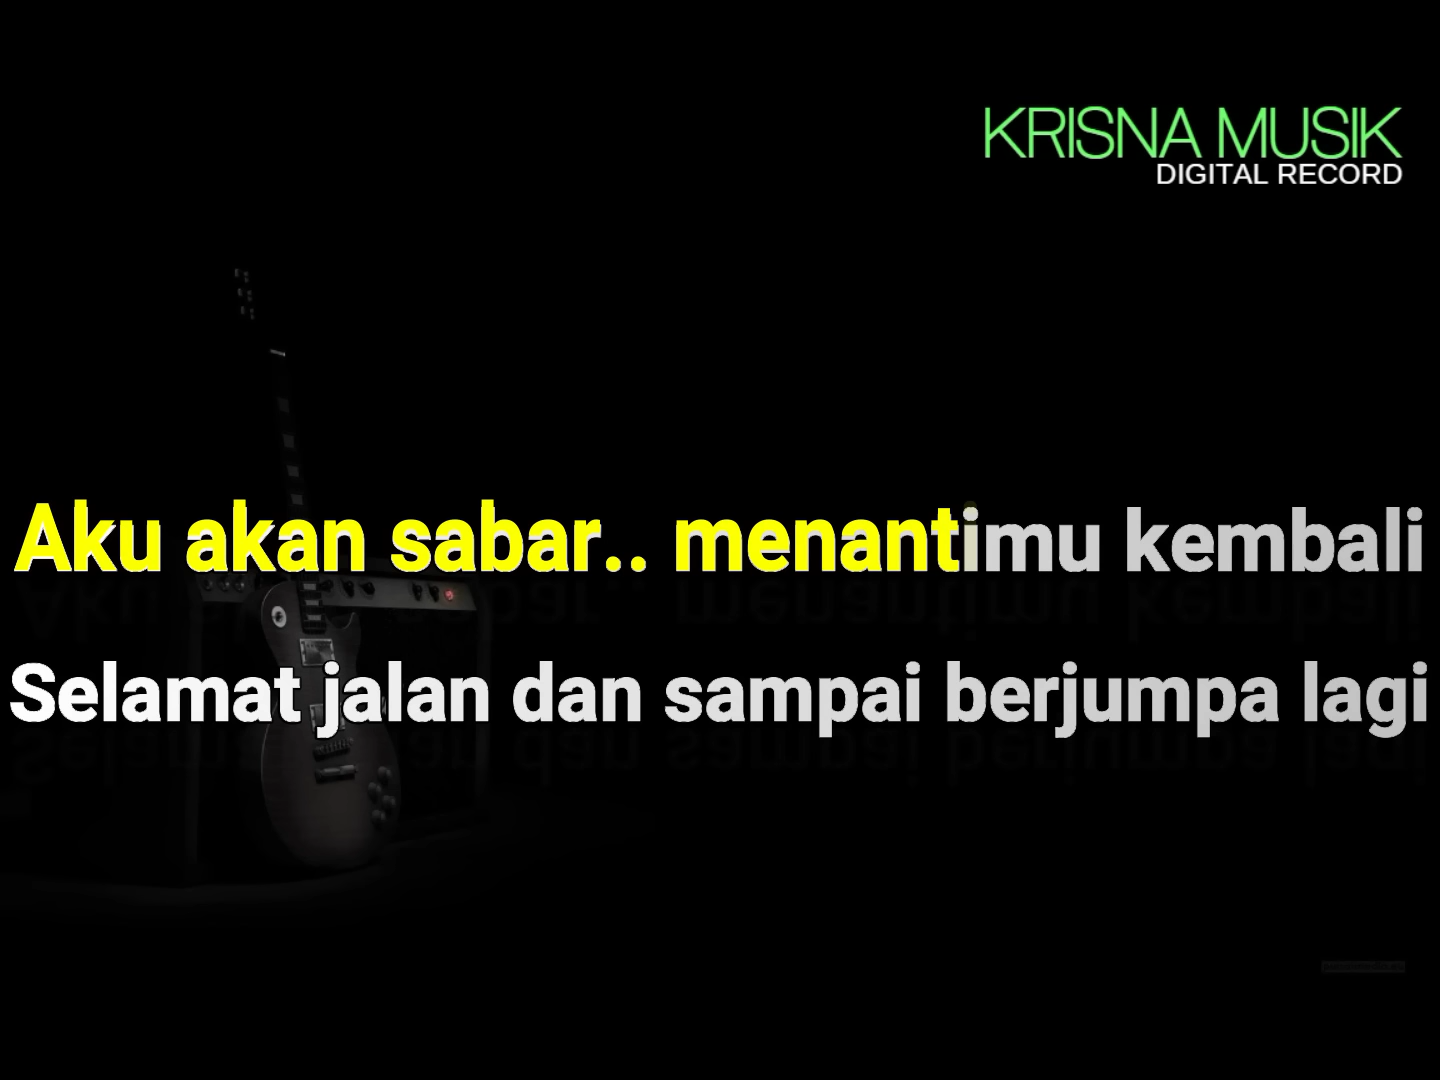 KRISNA MUSIK
DIGITAL RECORD
Aku akan sabar.. menantimu kembali
Selamat jalan dan sampai berjumpa lagi